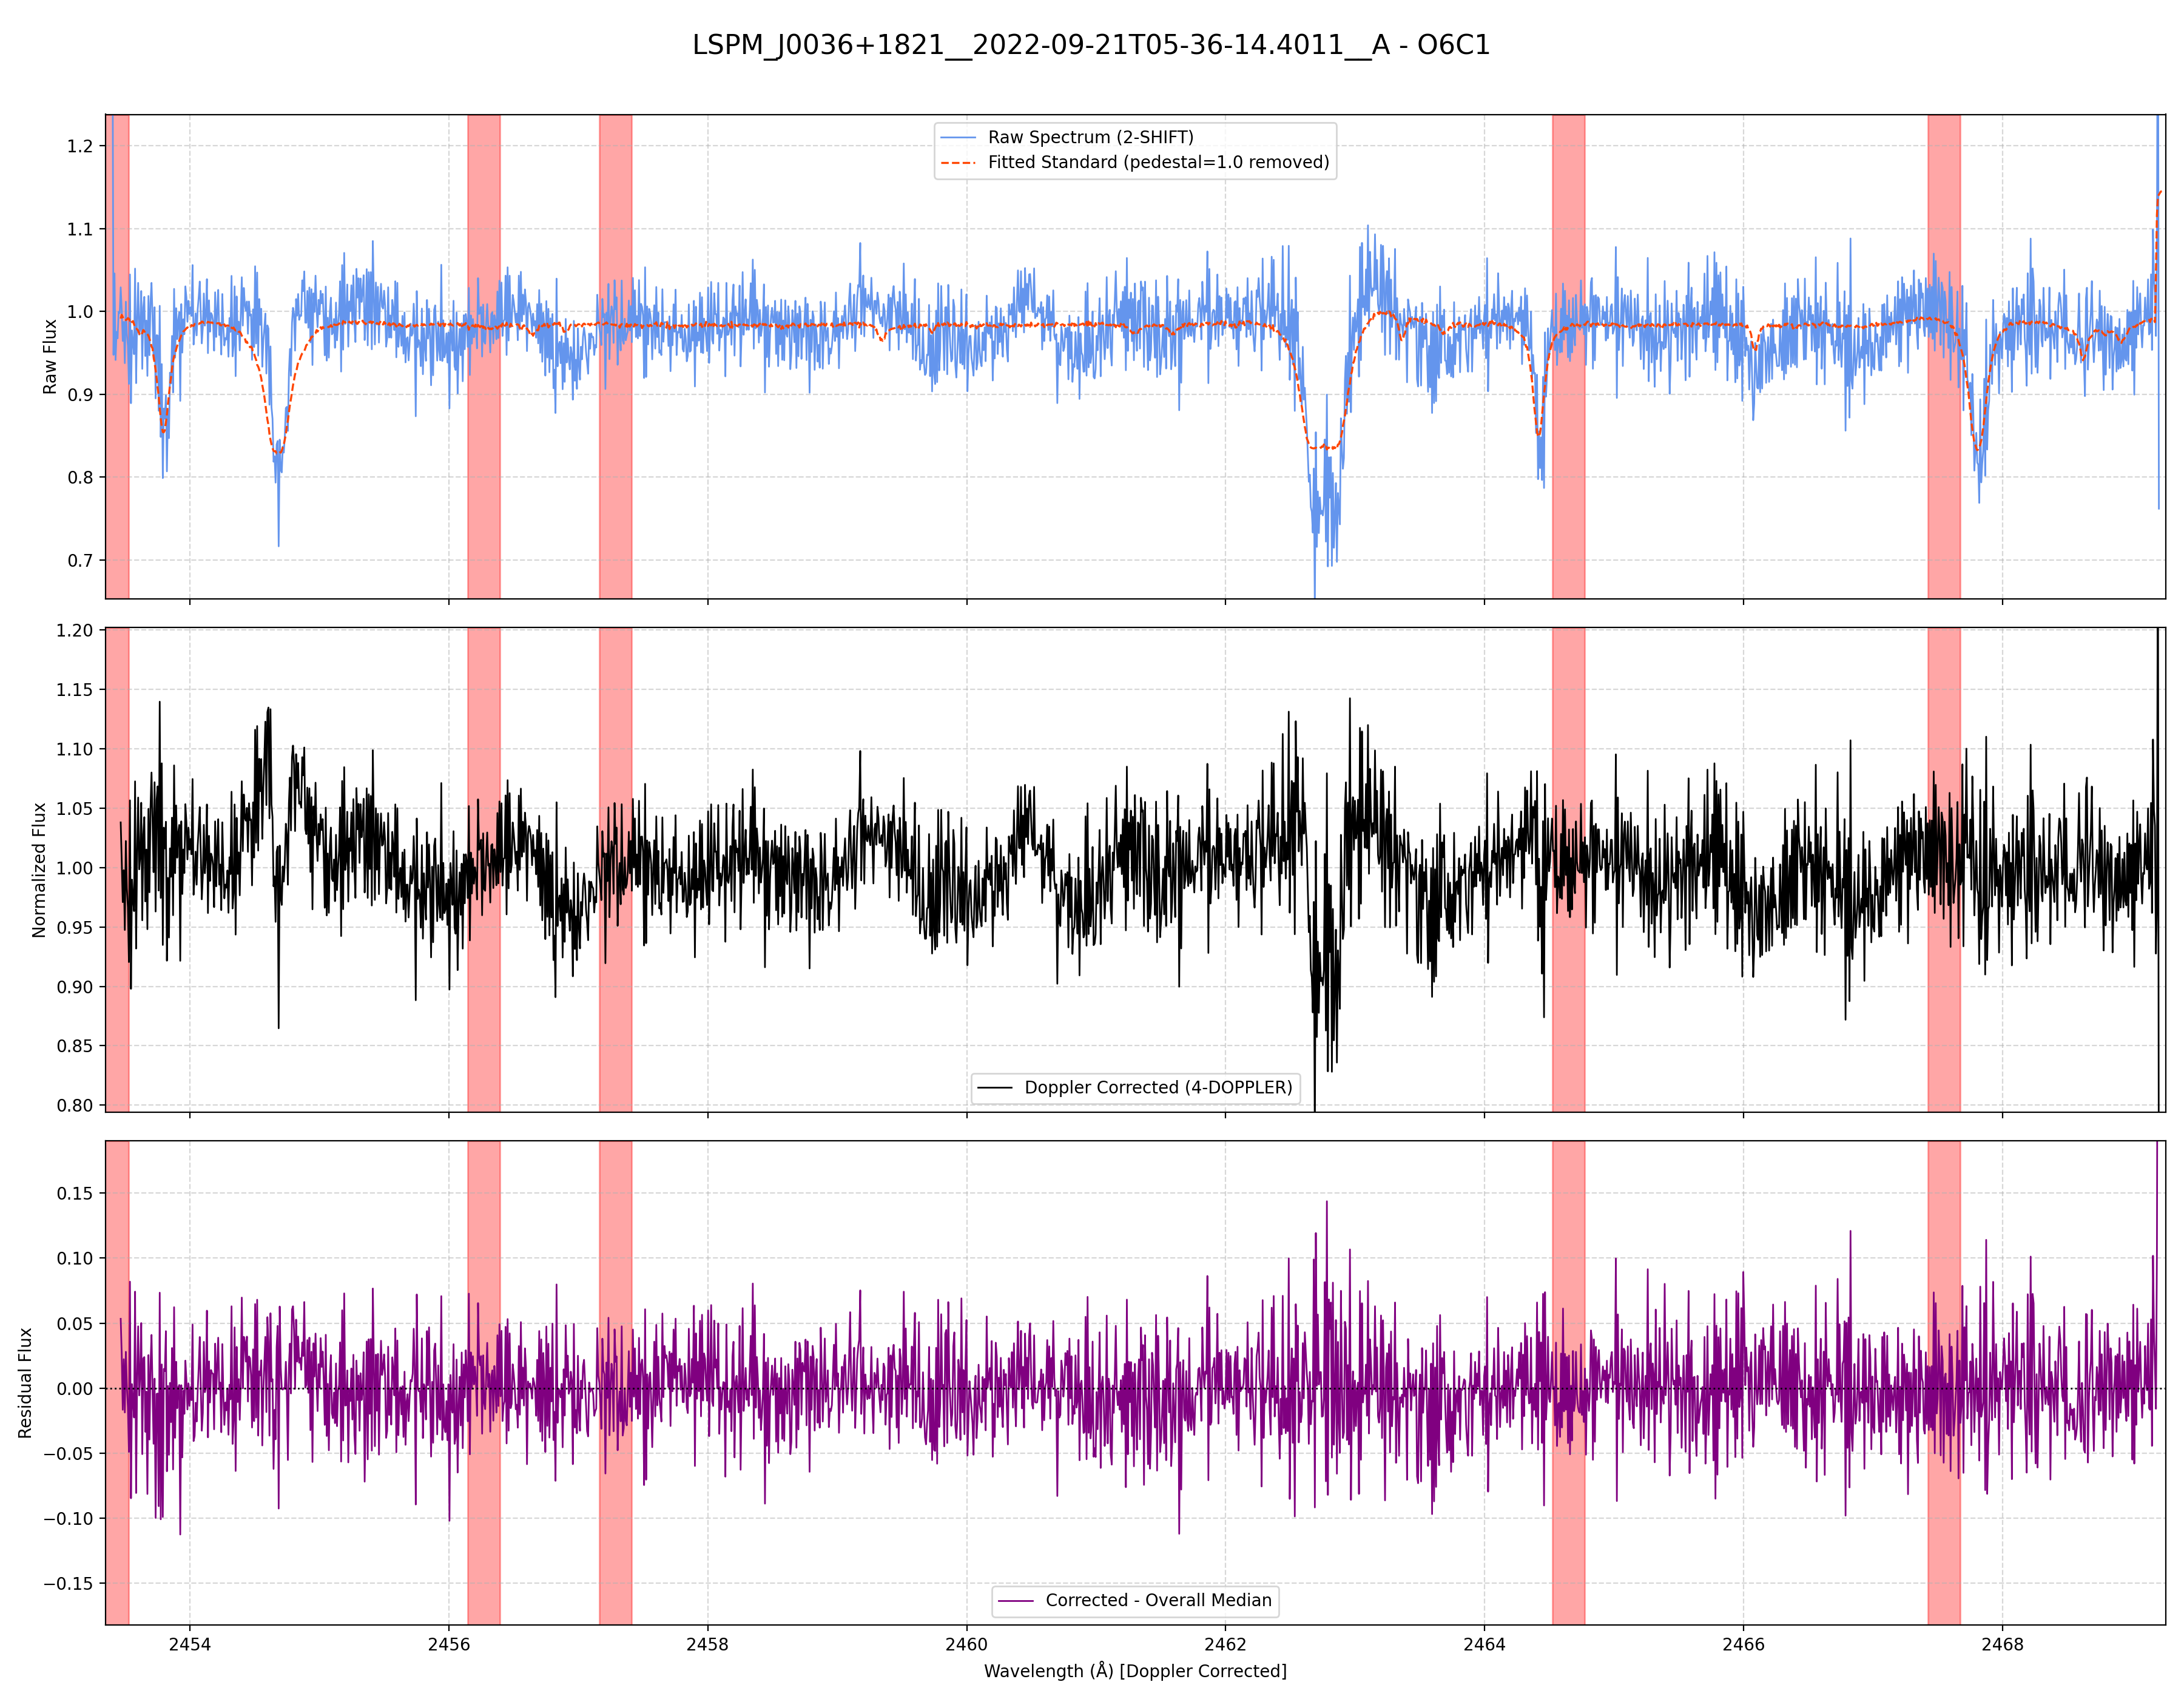 LSPM_J0036+1821__2022-09-21T05-36-14.4011__A - O6C1
Raw Spectrum (2-SHIFT)
Fitted Standard (pedestal=1.0 removed)
Raw Flux
1.2
1.1
1.0
0.9
0.8
0.7
Normalized Flux
1.20
1.15
1.10
1.05
1.00
0.95
0.90
0.85
0.80
Doppler Corrected (4-DOPPLER)
Residual Flux
0.15
0.10
0.05
0.00
−0.05
−0.10
−0.15
Corrected - Overall Median
2454 2456 2458 2460 2462 2464 2466 2468
Wavelength (Å) [Doppler Corrected]